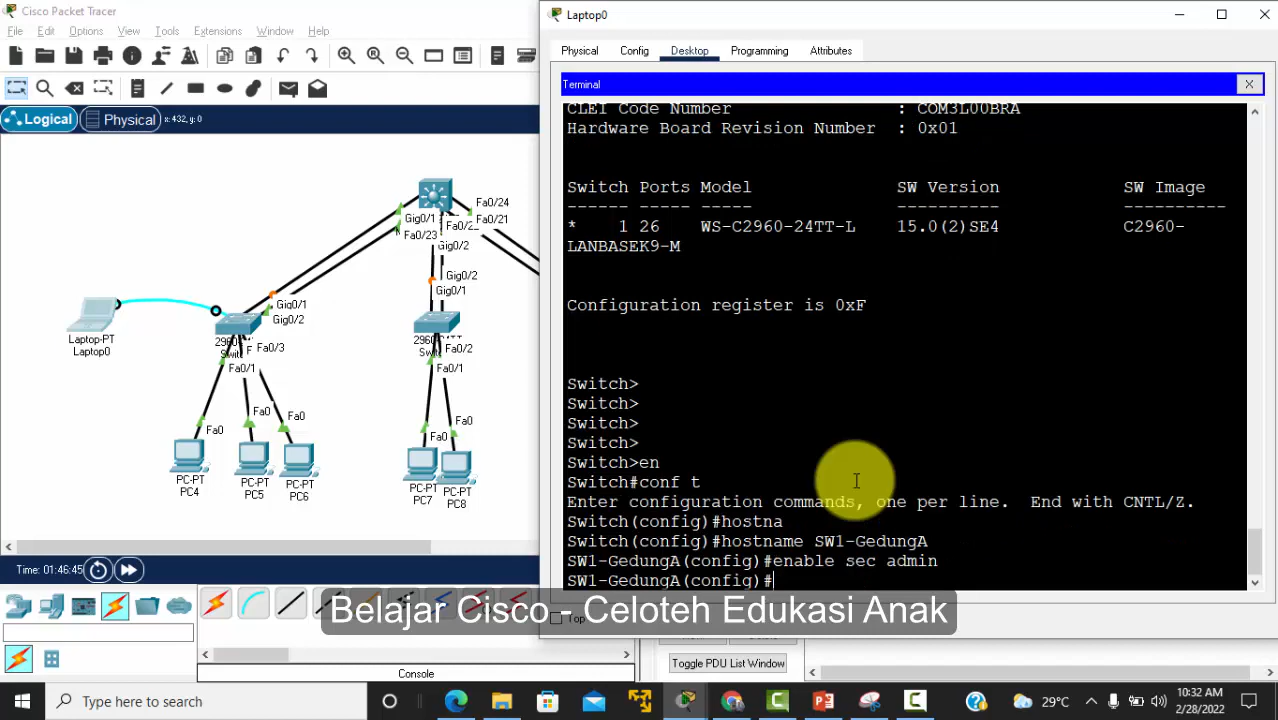 Cisco Packet Tracer
File Edit Options View Tools Extensions Window Help
Logical Physical x: 432, y: 0
Fa0/24
Gig0/1
Fa0/21
Fa0/23
Gig0/2
Gig0/2
Gig0/1
Gig0/1
Gig0/2
Laptop-PT
Laptop0
Fa0/3
Fa0/2
Fa0/1
Fa0/1
Fa0
Fa0
Fa0
Fa0
Fa0
PC-PT
PC4
PC-PT
PC5
PC-PT
PC6
PC-PT
PC7
PC-PT
PC8
Time: 01:46:45
Console
Laptop0
Physical Config Desktop Programming Attributes
Terminal
X
CLEI Code Number : COM3L00BRA
Hardware Board Revision Number : 0x01
Switch Ports Model SW Version SW Image
------ ----- ----- ---------- ----------
* 1 26 WS-C2960-24TT-L 15.0(2)SE4 C2960-
LANBASEK9-M
Configuration register is 0xF
Switch>
Switch>
Switch>
Switch>
Switch>en
Switch#conf t
Enter configuration commands, one per line. End with CNTL/Z.
Switch(config)#hostna
Switch(config)#hostname SW1-GedungA
SW1-GedungA(config)#enable sec admin
SW1-GedungA(config)#
Belajar Cisco - Celoteh Edukasi Anak
Top
Toggle PDU List Window
Type here to search
29°C
10:32 AM
2/28/2022